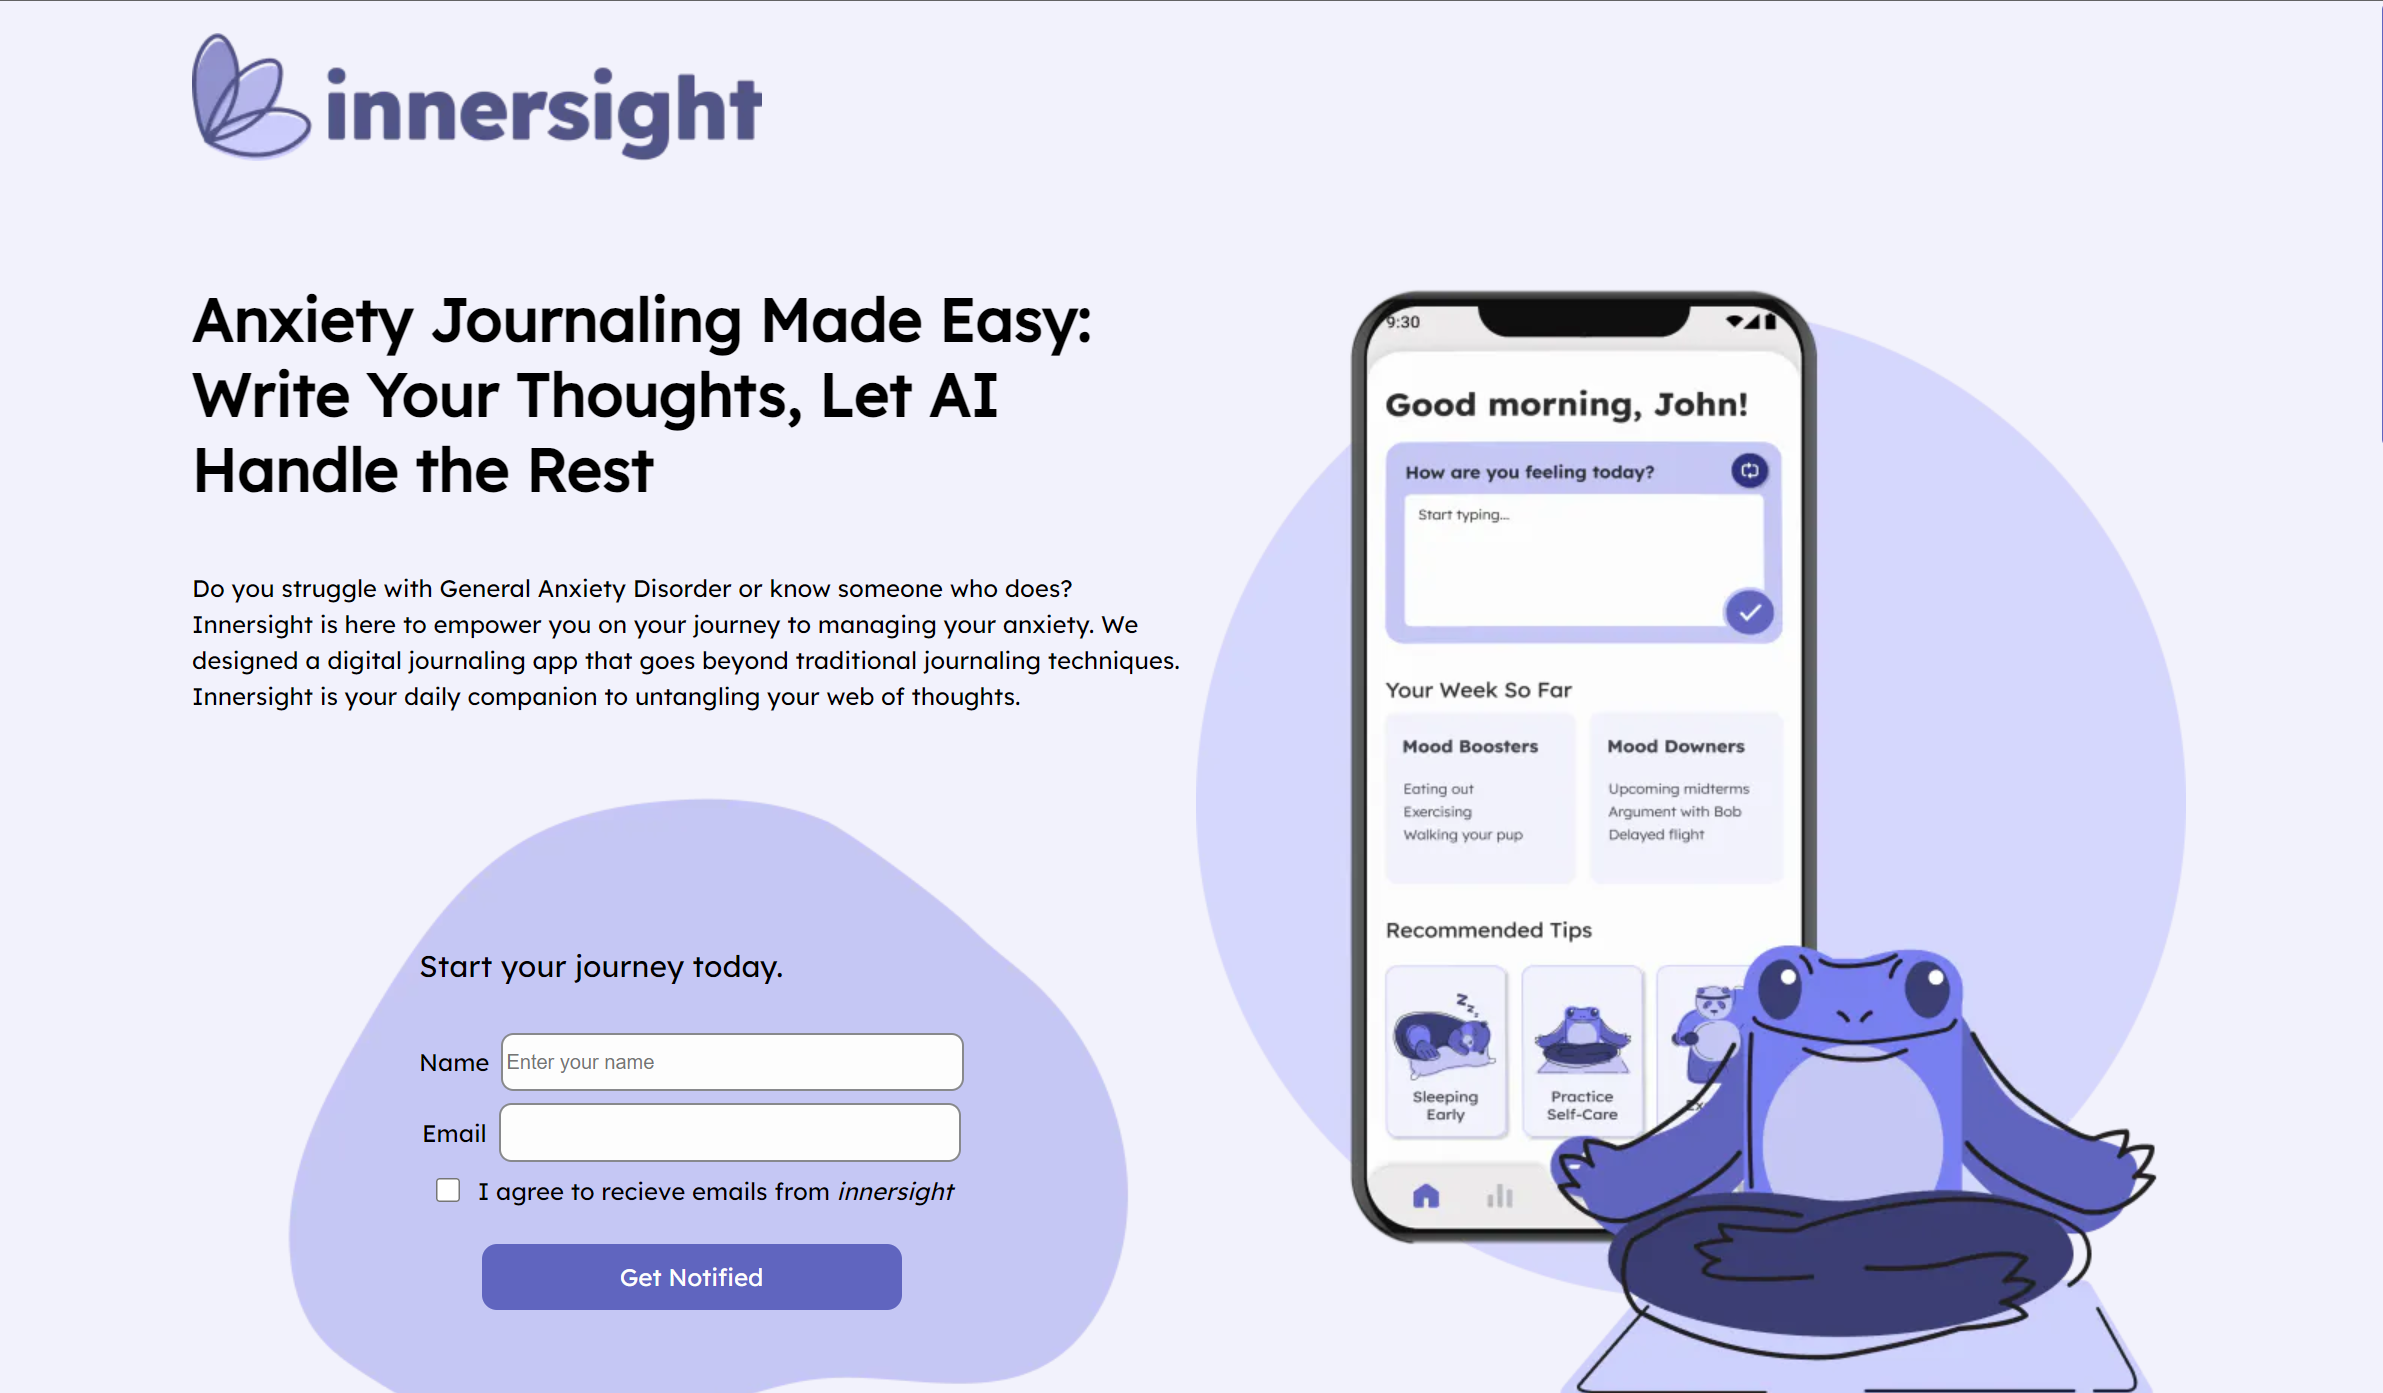 innersight
Anxiety Journaling Made Easy:
Write Your Thoughts, Let AI
Handle the Rest
Do you struggle with General Anxiety Disorder or know someone who does?
Innersight is here to empower you on your journey to managing your anxiety. We
designed a digital journaling app that goes beyond traditional journaling techniques.
Innersight is your daily companion to untangling your web of thoughts.
Start your journey today.
Name Enter your name
Email
I agree to recieve emails from innersight
Get Notified
9:30
Good morning, John!
How are you feeling today?
Start typing...
Your Week So Far
Mood Boosters
Eating out
Exercising
Walking your pup
Mood Downers
Upcoming midterms
Argument with Bob
Delayed flight
Recommended Tips
Z z z
Sleeping
Early
Practice
Self-Care